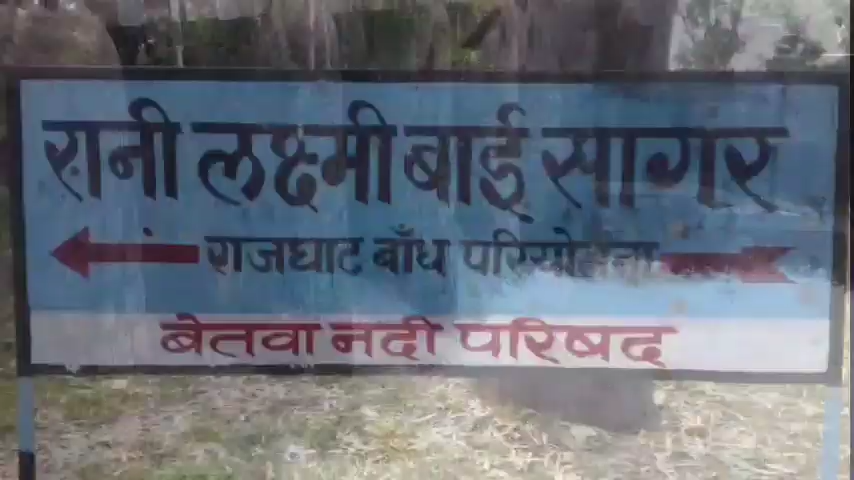 रानी लक्ष्मी बाई सागर
राजघाट बाँध परियोजना
बेतवा नदी परिषद